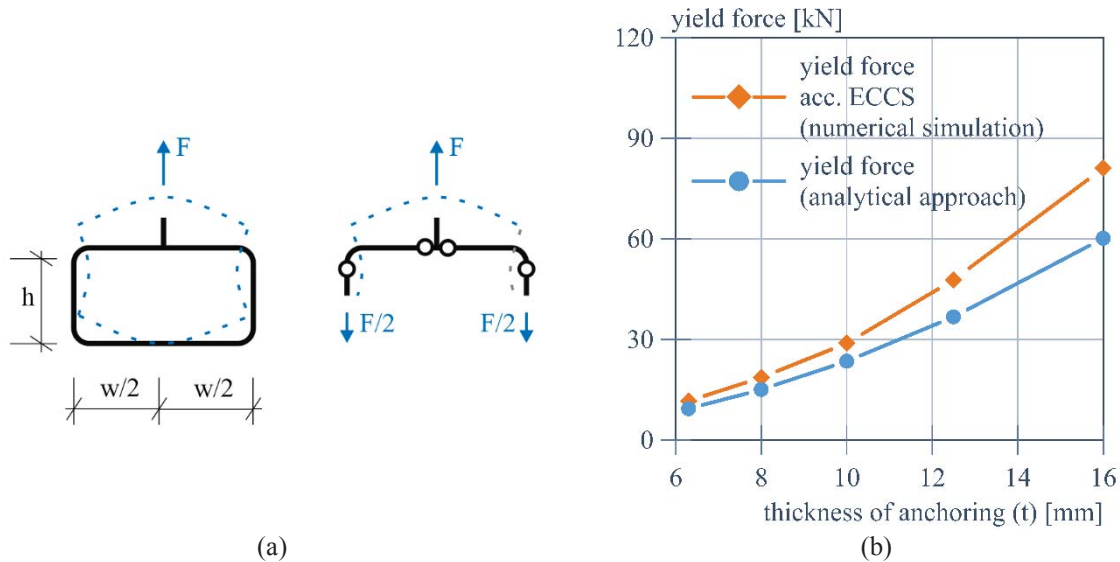 F
h
w/2 w/2
F
F/2 F/2
(a)
yield force [kN]
120
90
60
30
0
yield force
acc. ECCS
(numerical simulation)
yield force
(analytical approach)
6 8 10 12 14 16
thickness of anchoring (t) [mm]
(b)